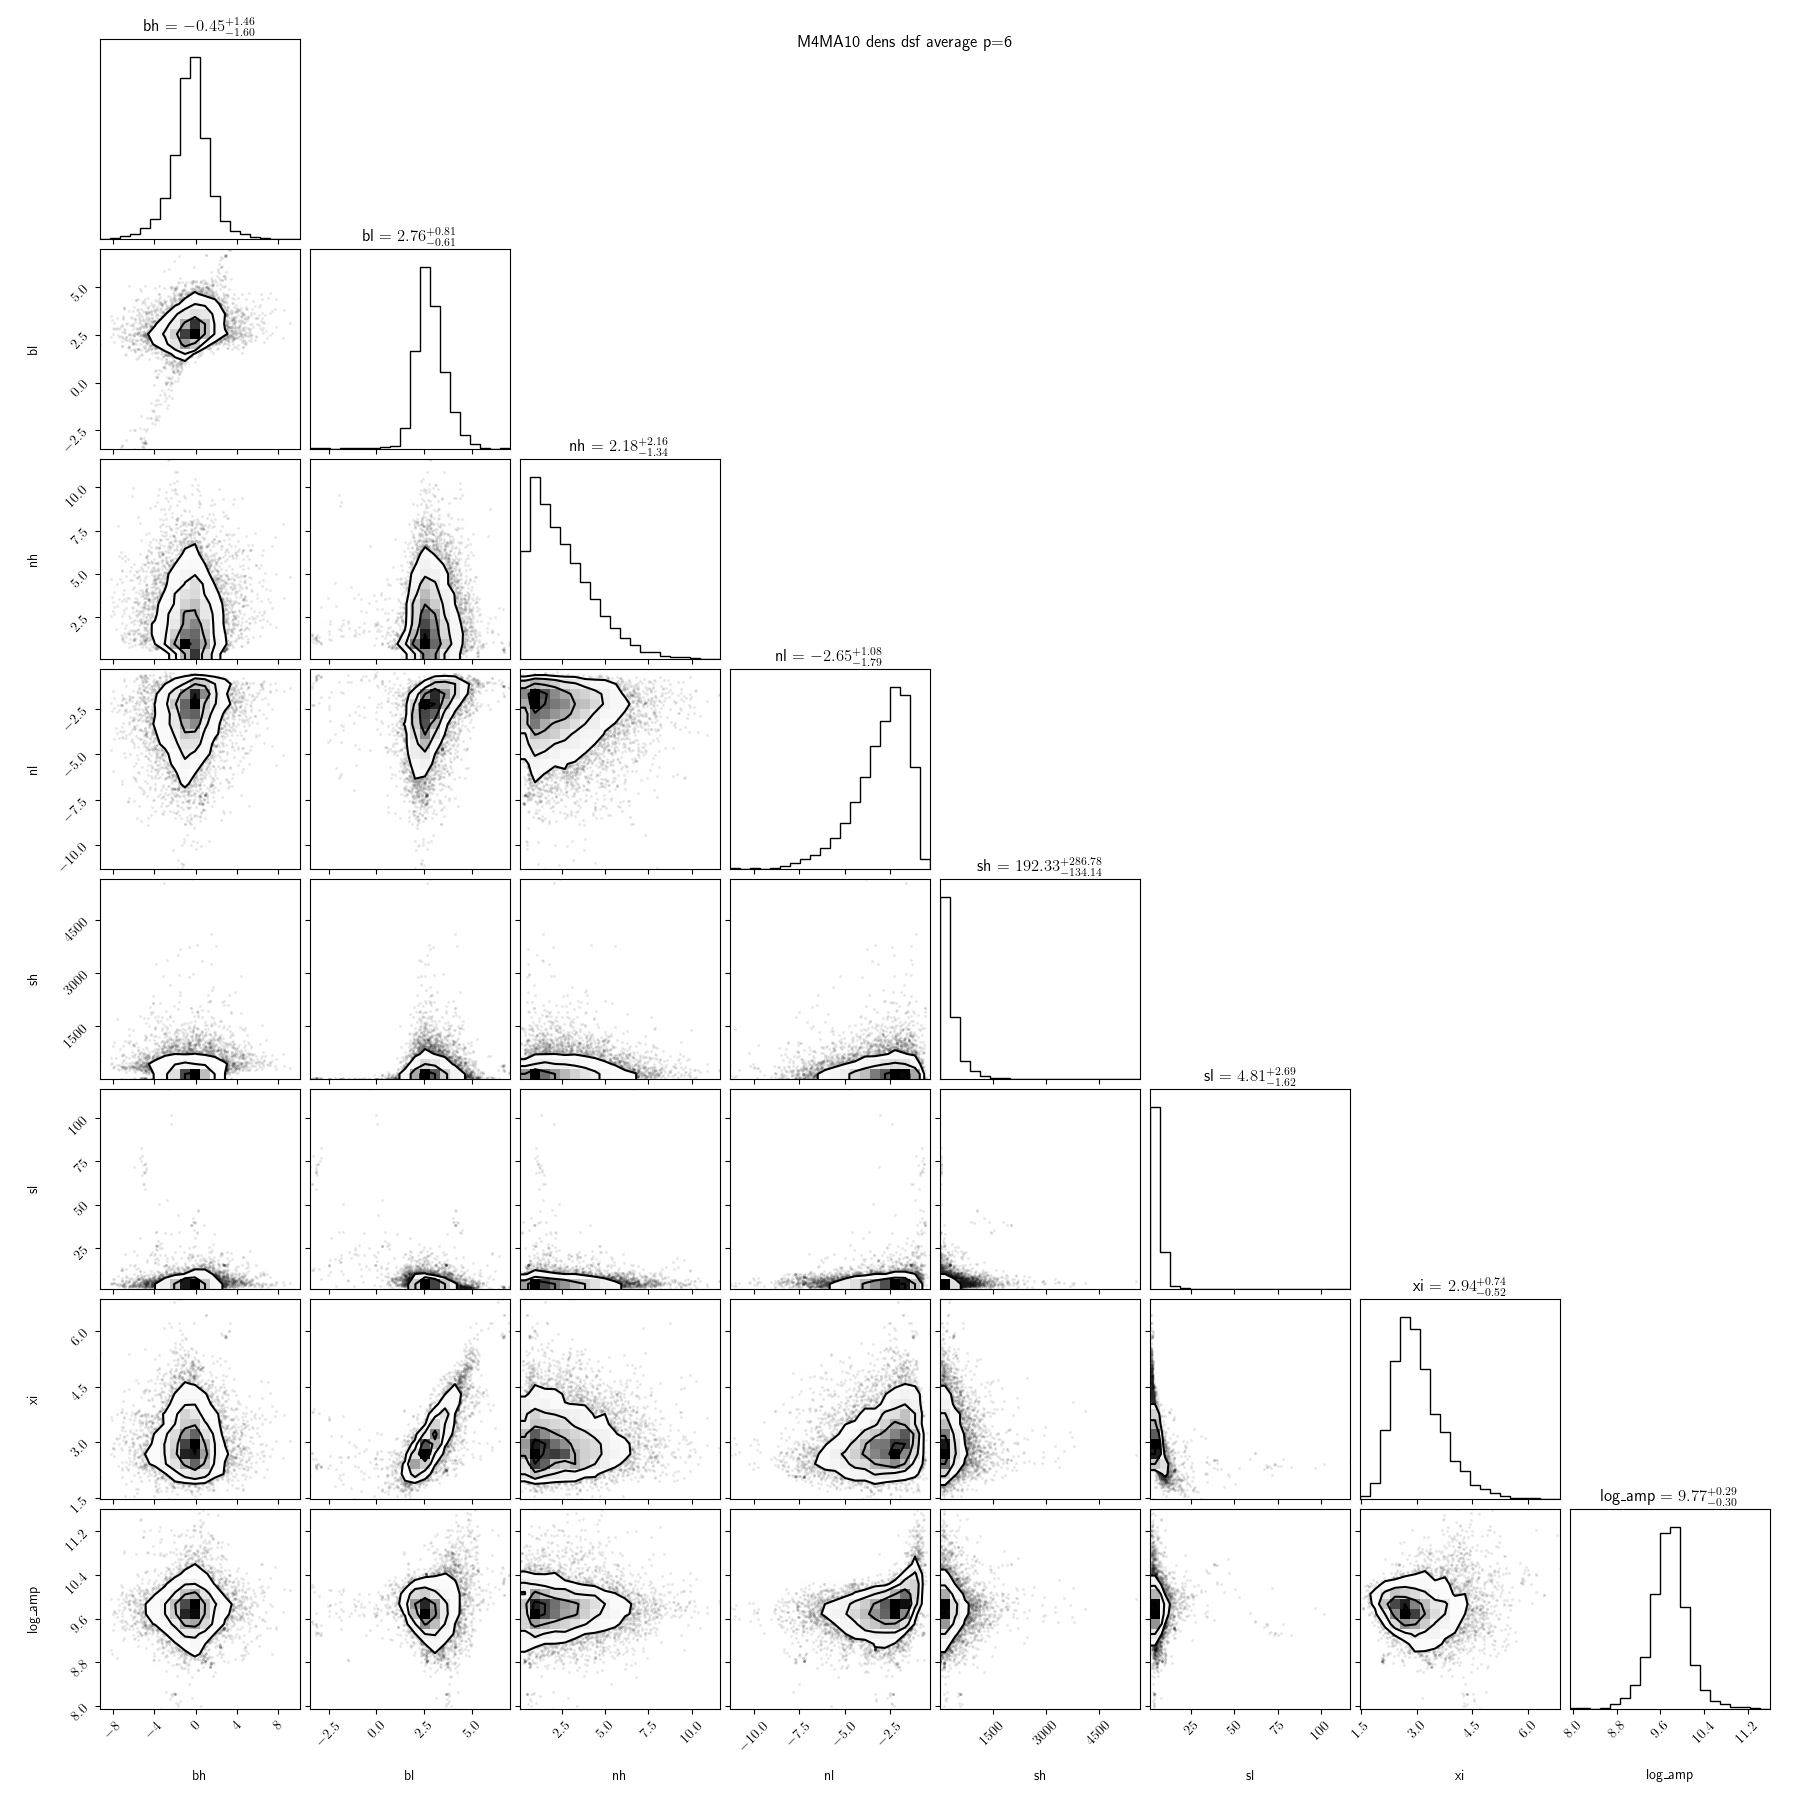 bh = −0.45+1.46−1.60
M4MA10 dens dsf average p=6
bl = 2.76+0.81−0.61
5.0
2.5
0.0
−2.5
bl
nh = 2.18+2.16−1.34
10.0
7.5
5.0
2.5
nh
nl = −2.65+1.08−1.79
−2.5
−5.0
−7.5
−10.0
nl
sh = 192.33+286.78−134.14
4500
3000
1500
sh
sl = 4.81+2.69−1.62
100
75
50
25
sl
xi = 2.94+0.74−0.52
6.0
4.5
3.0
1.5
xi
log_amp = 9.77+0.29−0.30
11.2
10.4
9.6
8.8
8.0
log_amp
−8 −4 0 4 8 −2.5 0.0 2.5 5.0 2.5 5.0 7.5 10.0 −10.0 −7.5 −5.0 −2.5 1500 3000 4500 25 50 75 100 1.5 3.0 4.5 6.0 8.0 8.8 9.6 10.4 11.2
bh bl nh nl sh sl xi log_amp